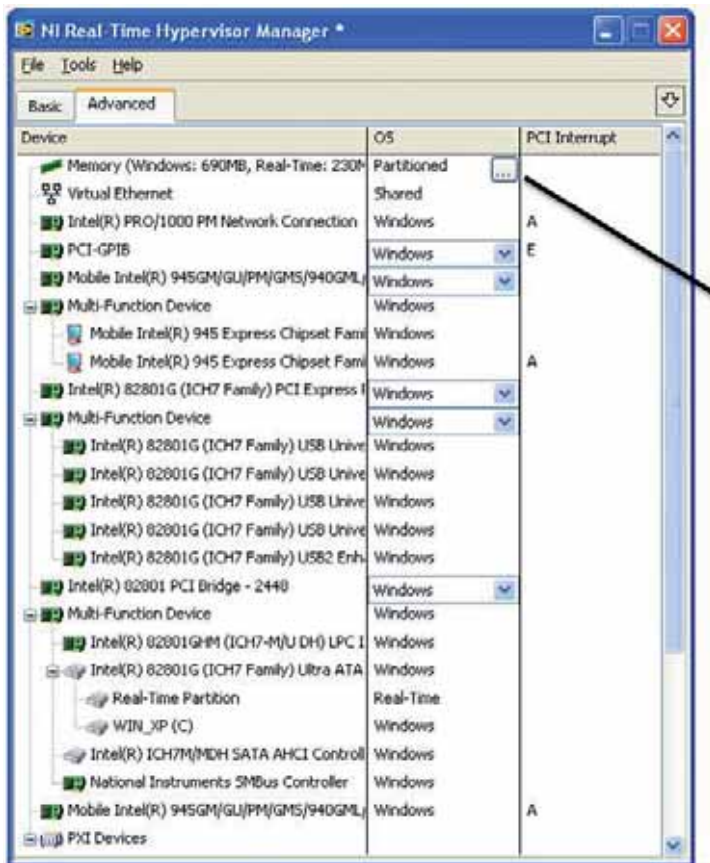 NI Real-Time Hypervisor Manager *
File Tools Help
Basic Advanced
Device OS PCI Interrupt
Memory (Windows: 690MB, Real-Time: 230M Partitioned ...
Virtual Ethernet Shared
Intel(R) PRO/1000 PM Network Connection Windows A
PCI-GPIB Windows E
Mobile Intel(R) 945GM/GU/PM/GMS/940GML/ Windows
Multi-Function Device Windows
Mobile Intel(R) 945 Express Chipset Fami Windows
Mobile Intel(R) 945 Express Chipset Fami Windows A
Intel(R) 82801G (ICH7 Family) PCI Express Windows
Multi-Function Device Windows
Intel(R) 82801G (ICH7 Family) USB Unive Windows
Intel(R) 82801G (ICH7 Family) USB Unive Windows
Intel(R) 82801G (ICH7 Family) USB Unive Windows
Intel(R) 82801G (ICH7 Family) USB2 Enh Windows
Intel(R) 82801 PCI Bridge - 2448 Windows
Multi-Function Device Windows
Intel(R) 82801GHM (ICH7-M/U DH) LPC I Windows
Intel(R) 82801G (ICH7 Family) Ultra ATA Windows
Real-Time Partition Real-Time
WIN_XP (C) Windows
Intel(R) ICH7M/MDH SATA AHCI Controll Windows
National Instruments SMBus Controller Windows
Mobile Intel(R) 945GM/GU/PM/GMS/940GML/ Windows A
PXI Devices